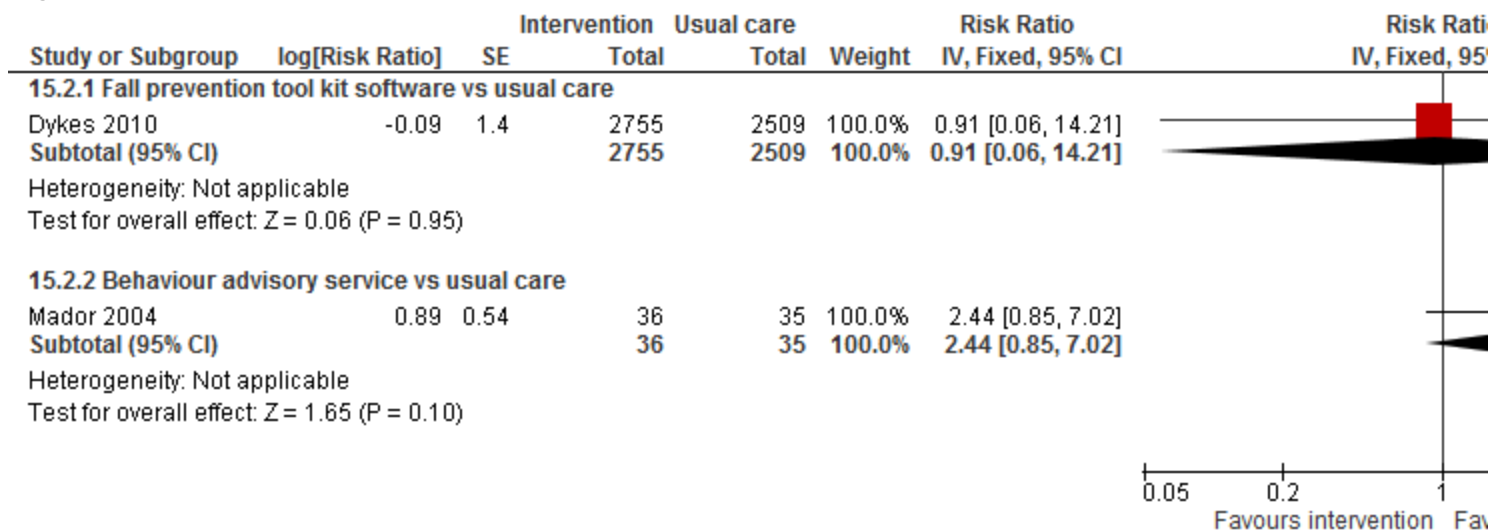 Intervention Usual care Risk Ratio Risk Rati
Study or Subgroup log[Risk Ratio] SE Total Total Weight IV, Fixed, 95% CI IV, Fixed, 95
15.2.1 Fall prevention tool kit software vs usual care
Dykes 2010 -0.09 1.4 2755 2509 100.0% 0.91 [0.06, 14.21]
Subtotal (95% CI) 2755 2509 100.0% 0.91 [0.06, 14.21]
Heterogeneity: Not applicable
Test for overall effect: Z = 0.06 (P = 0.95)
15.2.2 Behaviour advisory service vs usual care
Mador 2004 0.89 0.54 36 35 100.0% 2.44 [0.85, 7.02]
Subtotal (95% CI) 36 35 100.0% 2.44 [0.85, 7.02]
Heterogeneity: Not applicable
Test for overall effect: Z = 1.65 (P = 0.10)
0.05 0.2 1
Favours intervention Fav